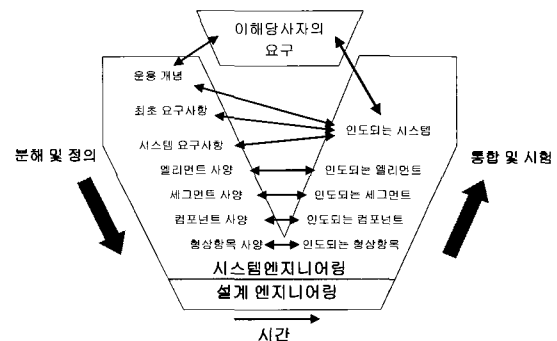 이해당사자의
요구
운용 개념
최초 요구사항
시스템 요구사항
인도되는 시스템
분해 및 정의
통합 및 시험
엘리먼트 사양
인도되는 엘리먼트
세그먼트 사양
인도되는 세그먼트
컴포넌트 사양
인도되는 컴포넌트
형상항목 사양
인도되는 형상항목
시스템엔지니어링
설계 엔지니어링
시간